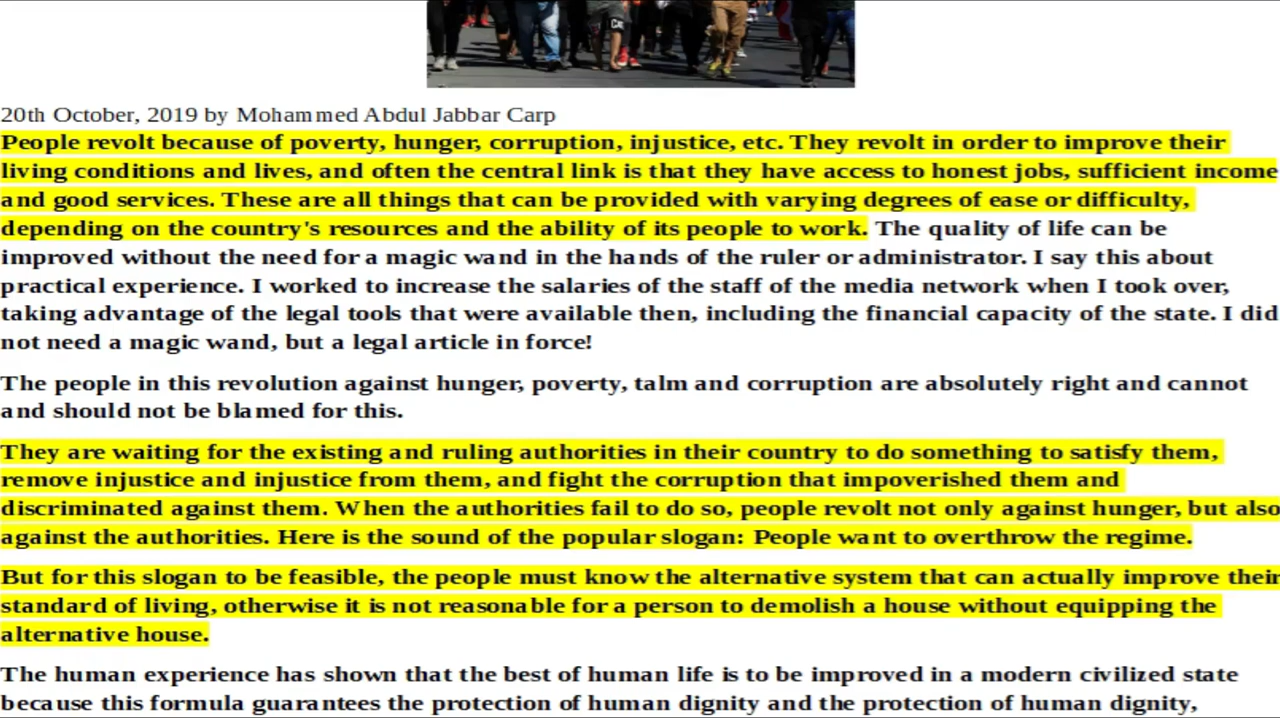 20th October, 2019 by Mohammed Abdul Jabbar Carp
People revolt because of poverty, hunger, corruption, injustice, etc. They revolt in order to improve their
living conditions and lives, and often the central link is that they have access to honest jobs, sufficient income
and good services. These are all things that can be provided with varying degrees of ease or difficulty,
depending on the country's resources and the ability of its people to work. The quality of life can be
improved without the need for a magic wand in the hands of the ruler or administrator. I say this about
practical experience. I worked to increase the salaries of the staff of the media network when I took over,
taking advantage of the legal tools that were available then, including the financial capacity of the state. I did
not need a magic wand, but a legal article in force!
The people in this revolution against hunger, poverty, talm and corruption are absolutely right and cannot
and should not be blamed for this.
They are waiting for the existing and ruling authorities in their country to do something to satisfy them,
remove injustice and injustice from them, and fight the corruption that impoverished them and
discriminated against them. When the authorities fail to do so, people revolt not only against hunger, but also
against the authorities. Here is the sound of the popular slogan: People want to overthrow the regime.
But for this slogan to be feasible, the people must know the alternative system that can actually improve their
standard of living, otherwise it is not reasonable for a person to demolish a house without equipping the
alternative house.
The human experience has shown that the best of human life is to be improved in a modern civilized state
because this formula guarantees the protection of human dignity and the protection of human dignity,